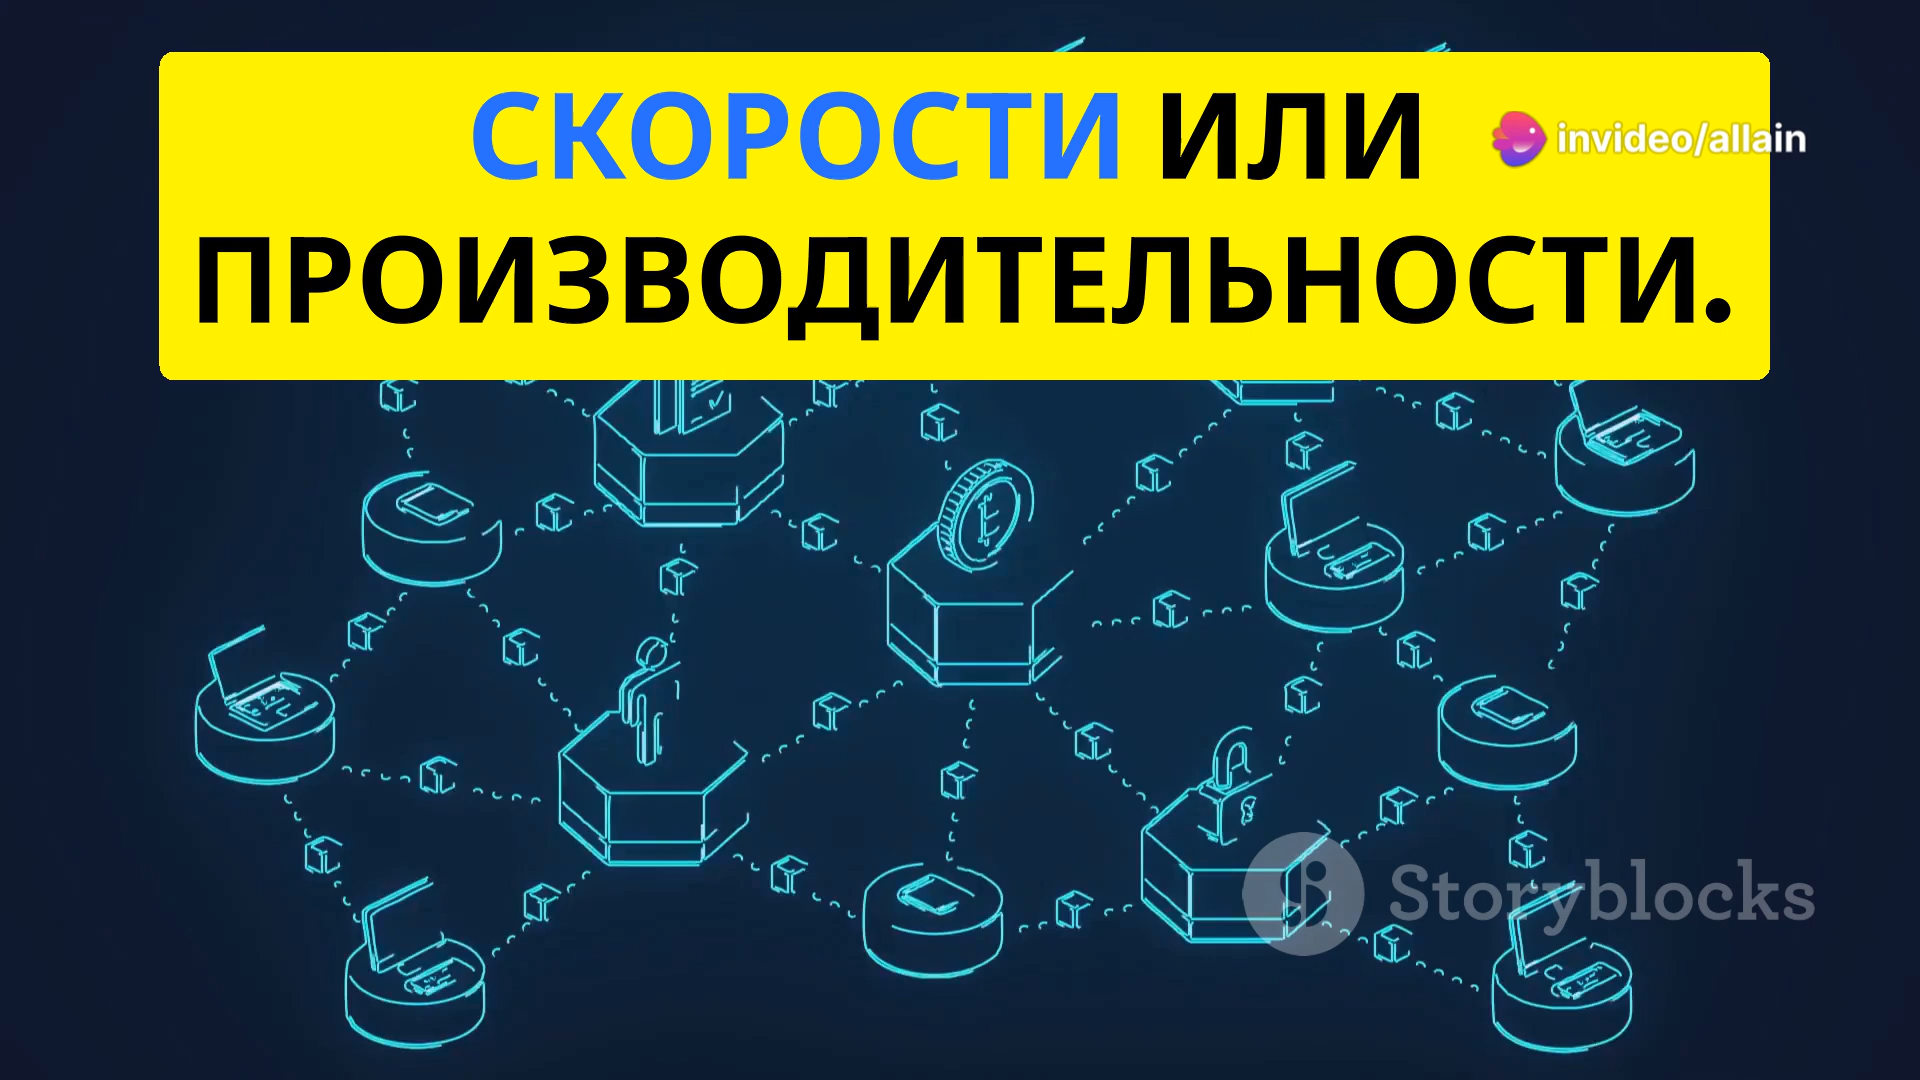 СКОРОСТИ ИЛИ
invideo/allain
ПРОИЗВОДИТЕЛЬНОСТИ.
Storyblocks